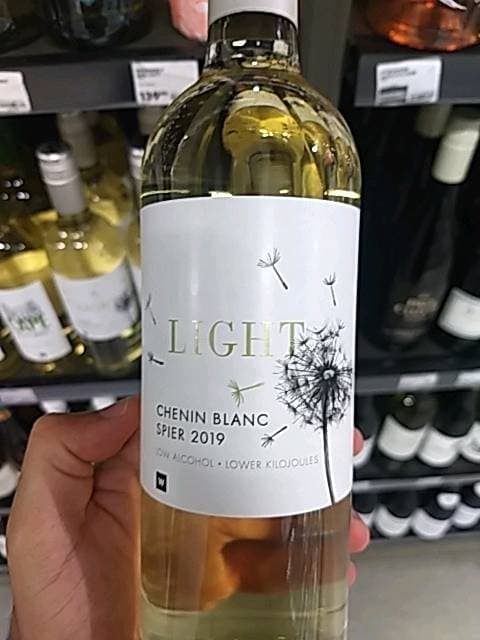 LIGHT
CHENIN BLANC
SPIER 2019
LOW ALCOHOL • LOWER KILOJOULES
W